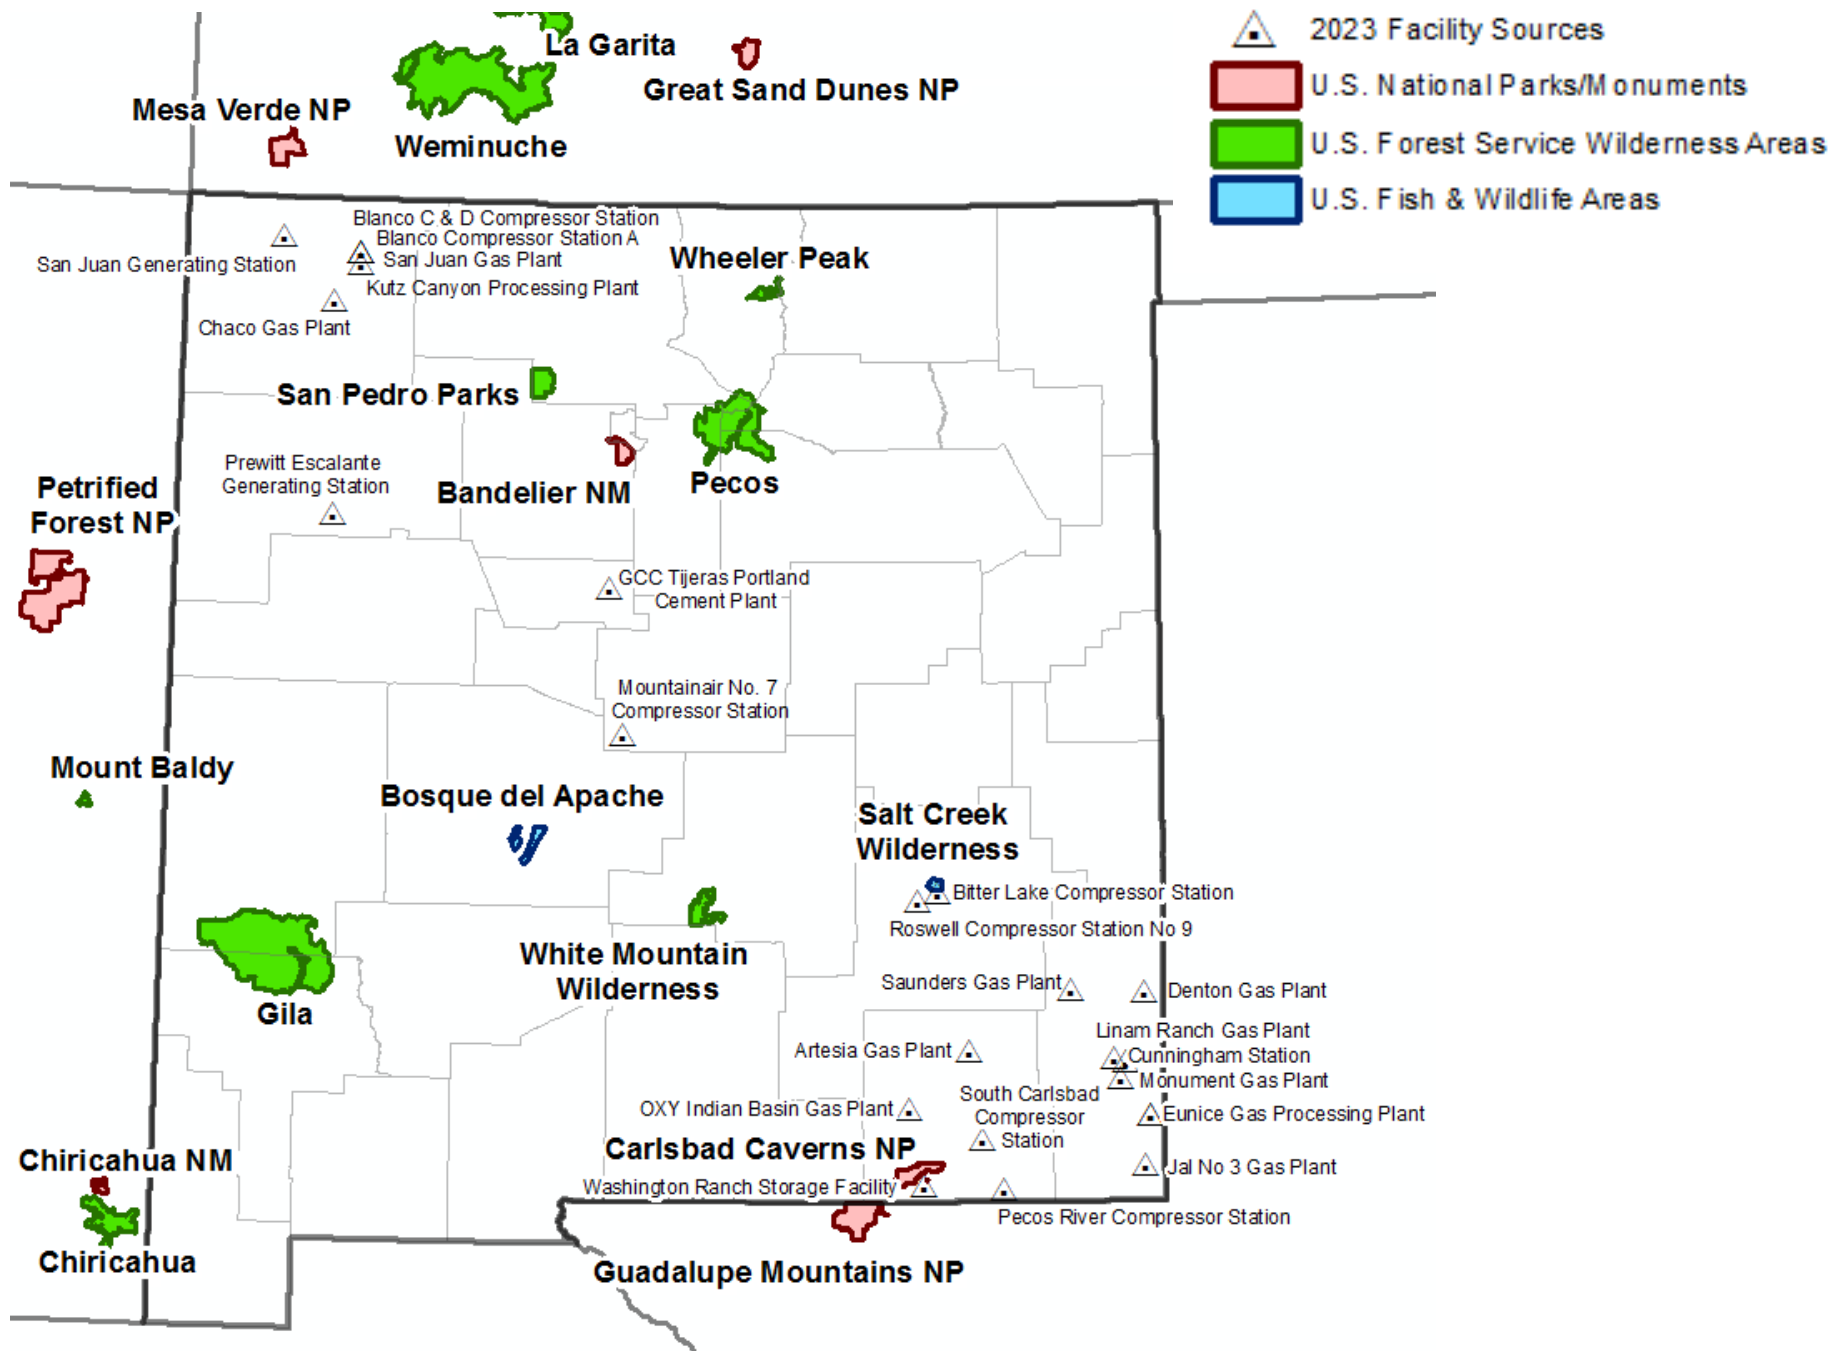 La Garita
Great Sand Dunes NP
Mesa Verde NP
Weminuche
2023 Facility Sources
U.S. National Parks/Monuments
U.S. Forest Service Wilderness Areas
U.S. Fish & Wildlife Areas
Blanco C & D Compressor Station
Blanco Compressor Station A
San Juan Generating Station
San Juan Gas Plant
Kutz Canyon Processing Plant
Chaco Gas Plant
Wheeler Peak
San Pedro Parks
Prewitt Escalante
Generating Station
Bandelier NM
Pecos
Petrified
Forest NP
GCC Tijeras Portland
Cement Plant
Mountainair No. 7
Compressor Station
Mount Baldy
Bosque del Apache
Salt Creek
Wilderness
Bitter Lake Compressor Station
Roswell Compressor Station No 9
White Mountain
Wilderness
Gila
Saunders Gas Plant
Denton Gas Plant
Linam Ranch Gas Plant
Artesia Gas Plant
Cunningham Station
Monument Gas Plant
South Carlsbad
Compressor
Station
OXY Indian Basin Gas Plant
Eunice Gas Processing Plant
Carlsbad Caverns NP
Jal No 3 Gas Plant
Washington Ranch Storage Facility
Pecos River Compressor Station
Chiricahua NM
Chiricahua
Guadalupe Mountains NP